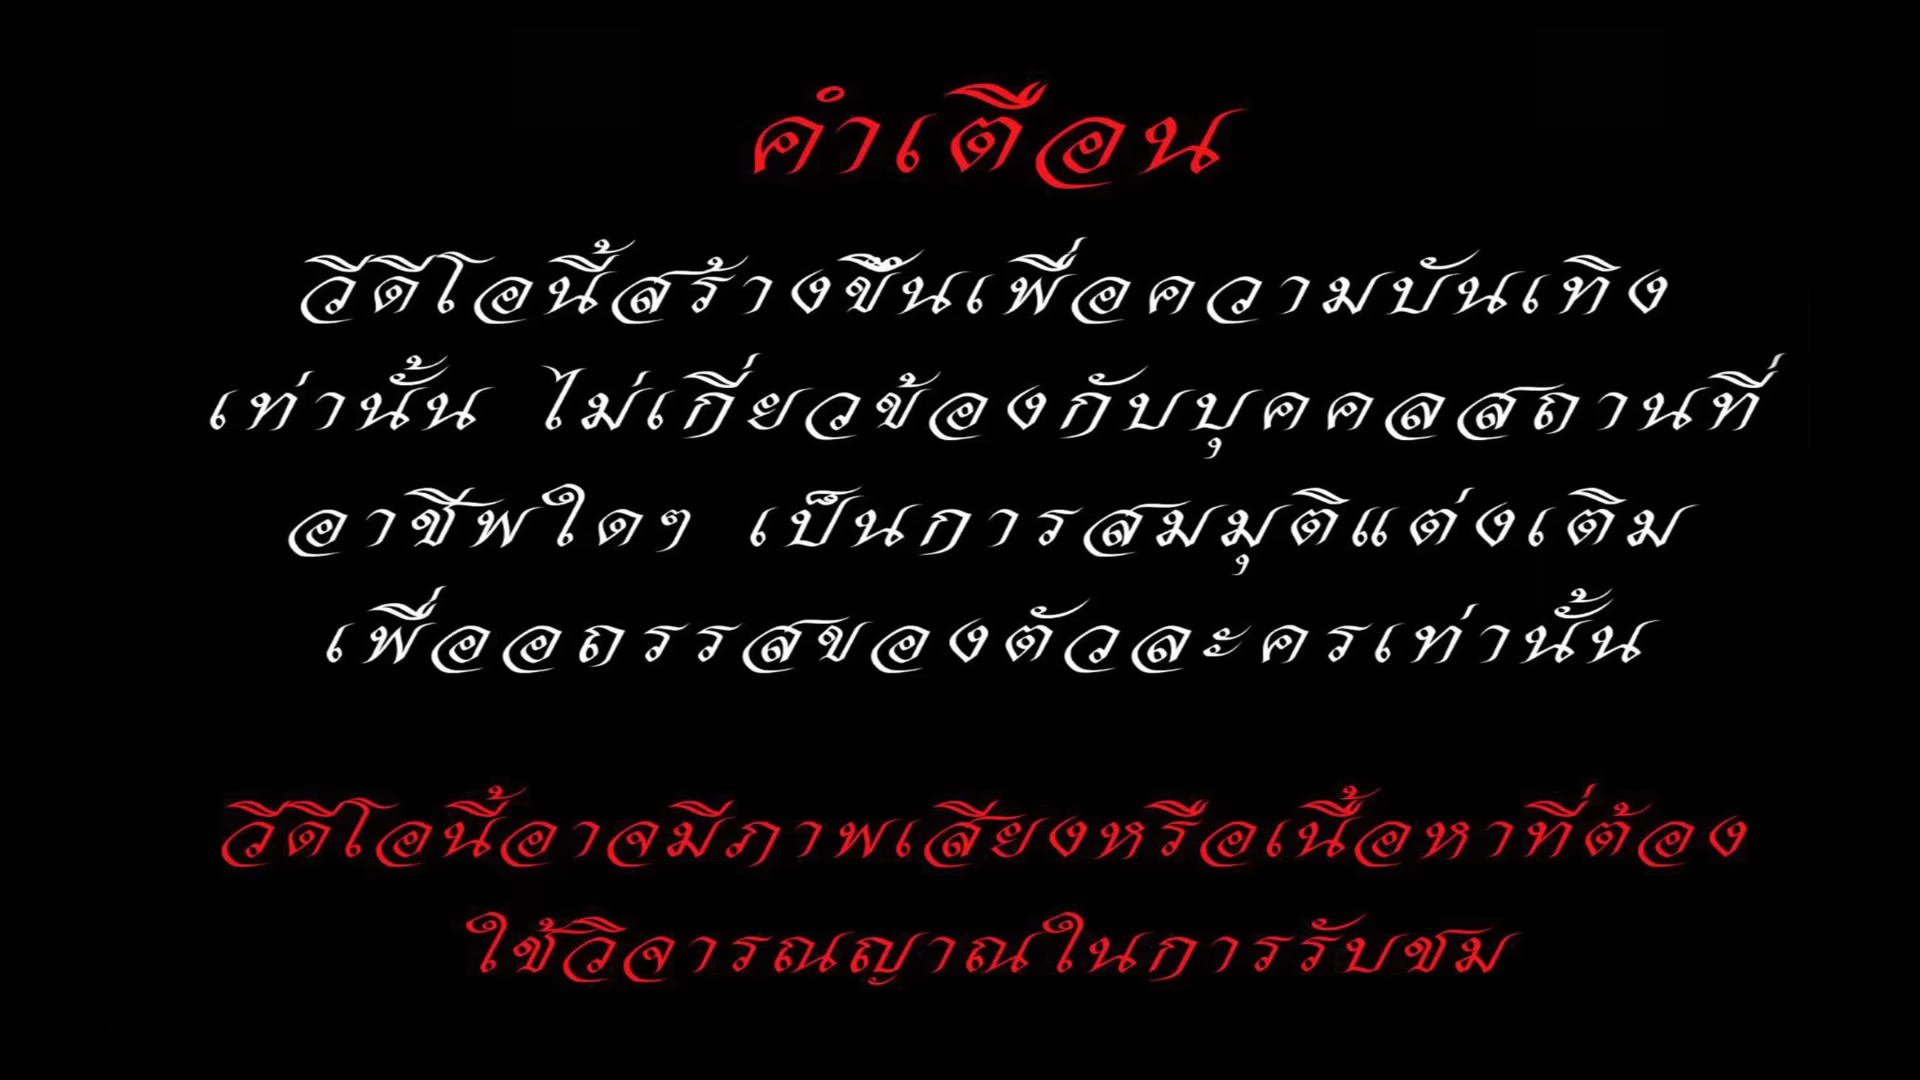 คำเตือน
วีดีโอนี้สร้างขึ้นเพื่อความบันเทิง
เท่านั้น ไม่เกี่ยวข้องกับบุคคลสถานที่
อาชีพใดๆ เป็นการสมมุติแต่งเติม
เพื่ออถรรสของตัวละครเท่านั้น
วีดีโอนี้อาจมีภาพเสียงหรือเนื้อหาที่ต้อง
ใช้วิจารณญาณในการรับชม